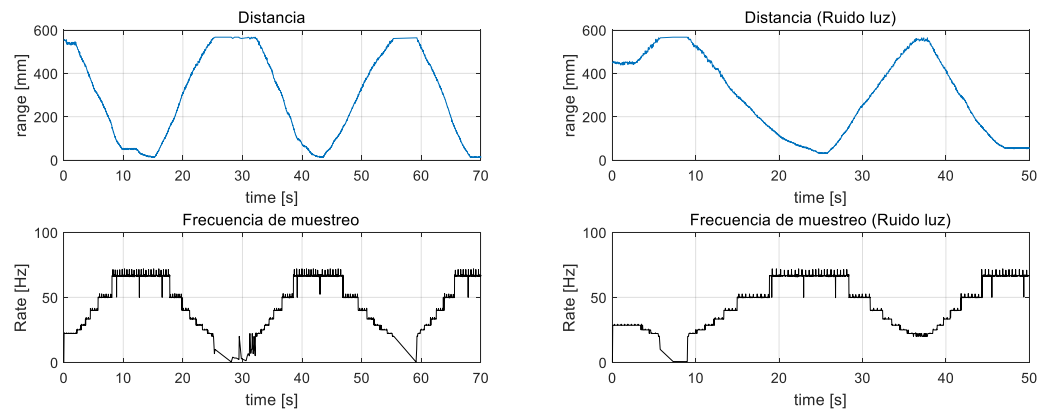 Distancia
600
400
200
0
range [mm]
0 10 20 30 40 50 60 70
time [s]
Distancia (Ruido luz)
600
400
200
0
range [mm]
0 10 20 30 40 50
time [s]
Frecuencia de muestreo
100
50
0
Rate [Hz]
0 10 20 30 40 50 60 70
time [s]
Frecuencia de muestreo (Ruido luz)
100
50
0
Rate [Hz]
0 10 20 30 40 50
time [s]